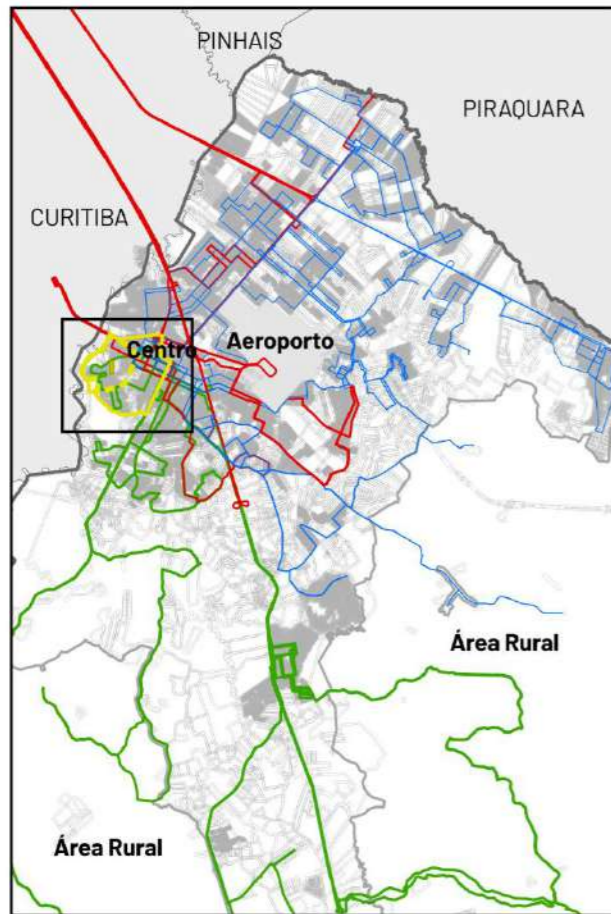 PINHAIS
PIRAQUARA
CURITIBA
Aeroporto
Centro
Área Rural
Área Rural